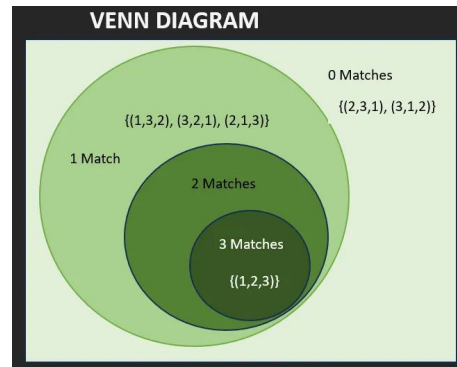 VENN DIAGRAM
0 Matches
{(2,3,1), (3,1,2)}
{(1,3,2), (3,2,1), (2,1,3)}
1 Match
2 Matches
3 Matches
{(1,2,3)}